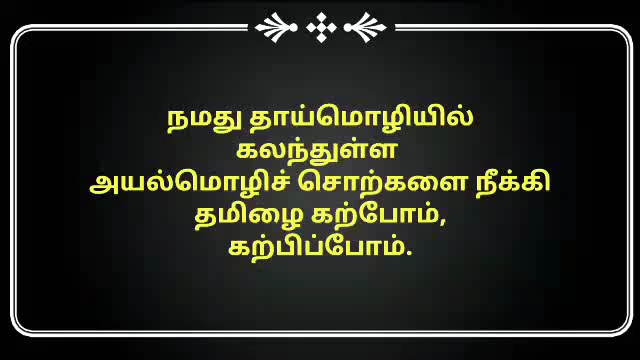 நமது தாய்மொழியில்
கலந்துள்ள
அயல்மொழிச் சொற்களை நீக்கி
தமிழை கற்போம்,
கற்பிப்போம்.